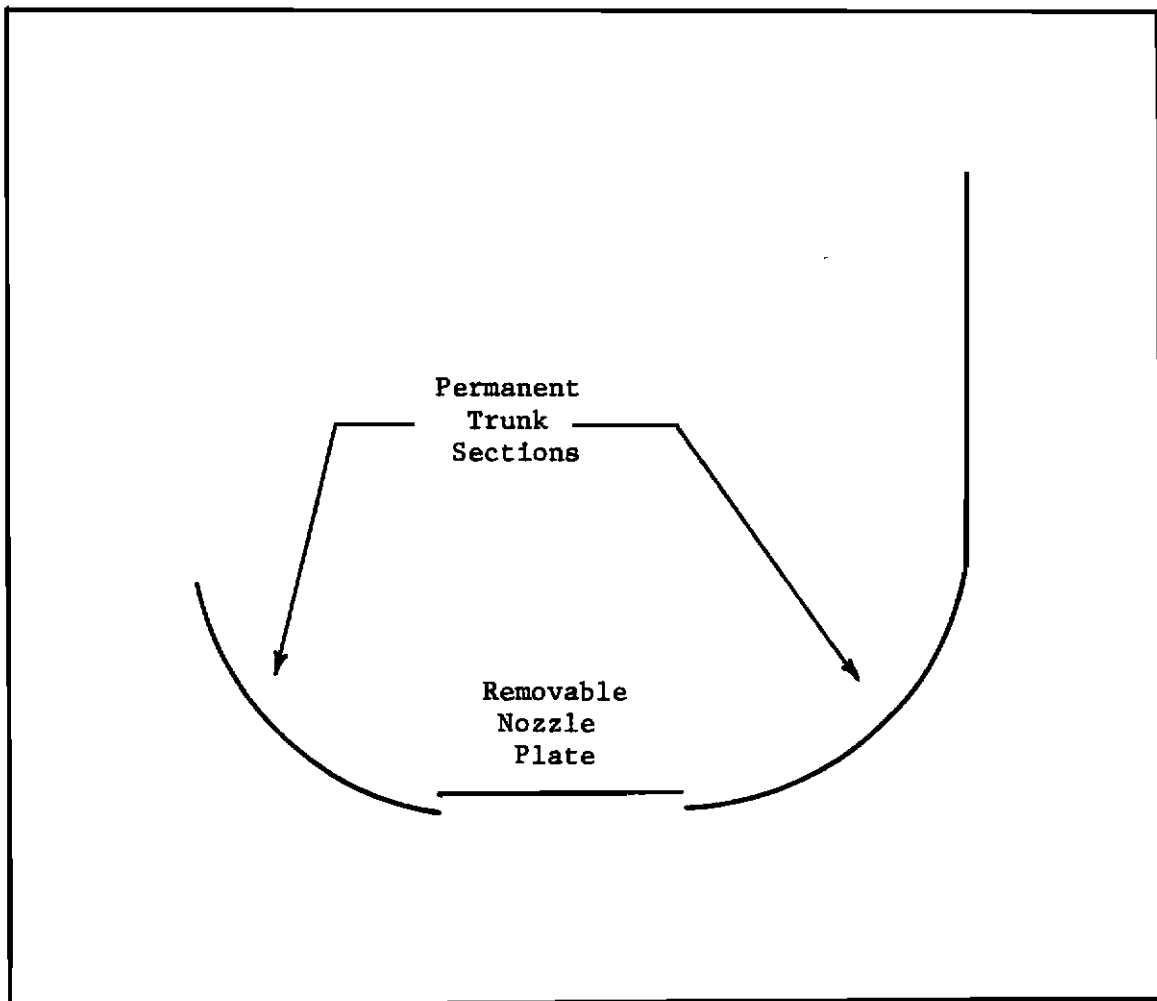 Permanent
Trunk
Sections
Removable
Nozzle
Plate